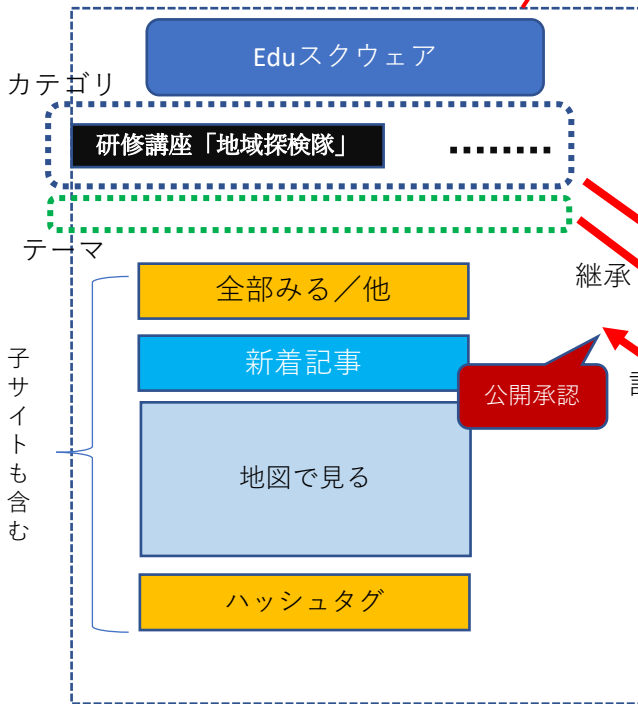 Eduスクウェア
カテゴリ
研修講座「地域探検隊」
………
テーマ
継承
全部みる／他
新着記事
公開承認
地図で見る
子サイトも含む
ハッシュタグ